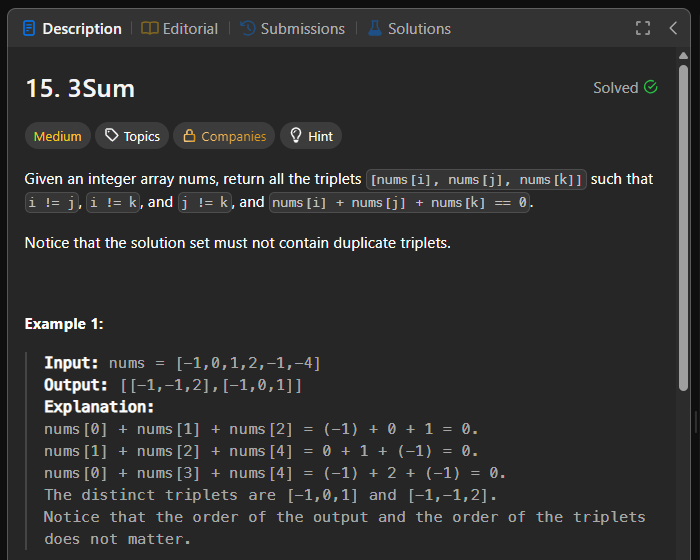 Description Editorial Submissions Solutions
15. 3Sum
Solved
Medium Topics Companies Hint
Given an integer array nums, return all the triplets [nums[i], nums[j], nums[k]] such that
i != j, i != k, and j != k, and nums[i] + nums[j] + nums[k] == 0.
Notice that the solution set must not contain duplicate triplets.
Example 1:
Input: nums = [-1,0,1,2,-1,-4]
Output: [[-1,-1,2],[-1,0,1]]
Explanation:
nums[0] + nums[1] + nums[2] = (-1) + 0 + 1 = 0.
nums[1] + nums[2] + nums[4] = 0 + 1 + (-1) = 0.
nums[0] + nums[3] + nums[4] = (-1) + 2 + (-1) = 0.
The distinct triplets are [-1,0,1] and [-1,-1,2].
Notice that the order of the output and the order of the triplets
does not matter.